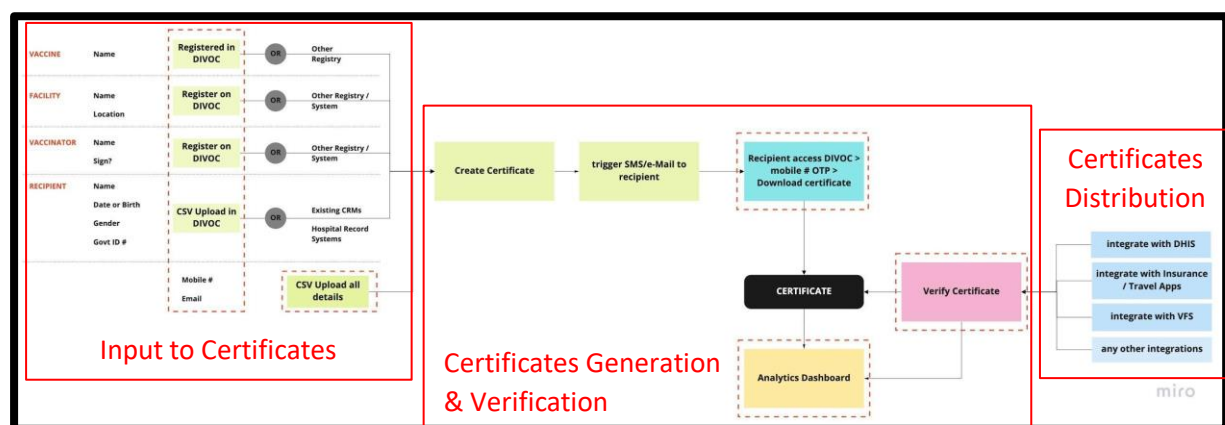 VACCINE
Name
Registered in
DIVOC
OR
Other
Registry
FACILITY
Name
Location
Register on
DIVOC
OR
Other Registry /
System
VACCINATOR
Name
Sign?
Register on
DIVOC
OR
Other Registry /
System
RECIPIENT
Name
Date or Birth
Gender
Govt ID #
CSV Upload in
DIVOC
OR
Existing CRMs
Hospital Record
Systems
Mobile #
Email
CSV Upload all
details
Input to Certificates
Create Certificate
trigger SMS/e-Mail to
recipient
Recipient access DIVOC >
mobile # OTP >
Download certificate
CERTIFICATE
Verify Certificate
Analytics Dashboard
Certificates Generation
& Verification
Certificates
Distribution
integrate with DHIS
integrate with Insurance
/ Travel Apps
integrate with VFS
any other integrations
miro